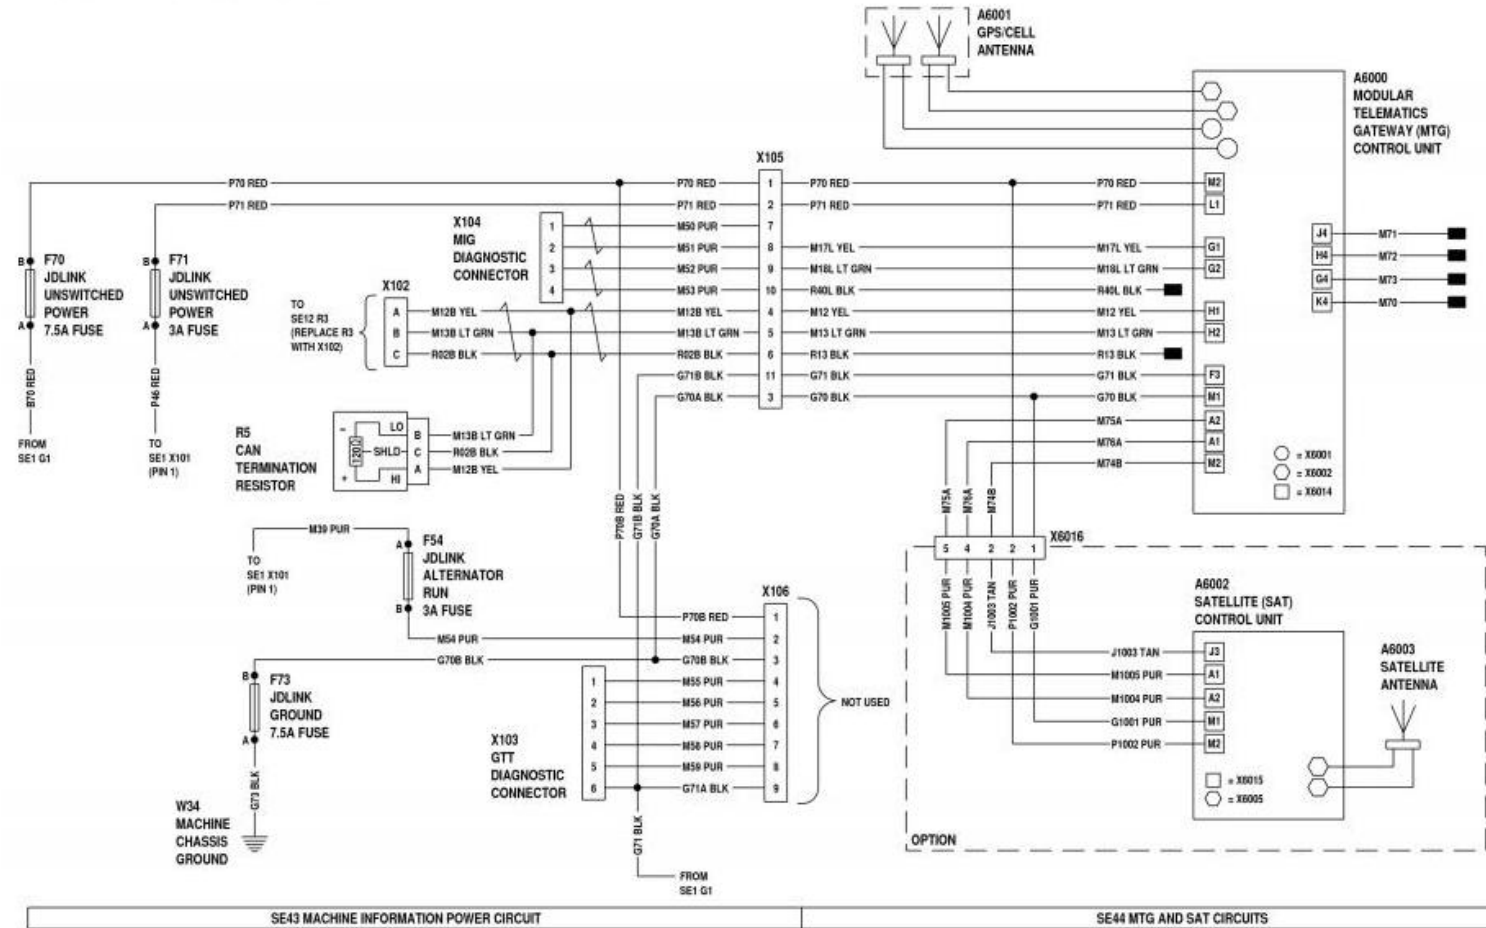 A6001
GPS/CELL
ANTENNA
A6000
MODULAR
TELEMATICS
GATEWAY (MTG)
CONTROL UNIT
X105
P70 RED
P70 RED
1
P70 RED
P70 RED
M2
P71 RED
P71 RED
2
P71 RED
P71 RED
L1
X104
MIG
DIAGNOSTIC
CONNECTOR
1
M50 PUR
7
2
M51 PUR
8
M17L YEL
M17L YEL
G1
3
M52 PUR
9
M18L LT GRN
M18L LT GRN
G2
4
M53 PUR
10
R40L BLK
R40L BLK
J4
M71
H4
M72
G4
M73
K4
M70
B
F70
JDLINK
UNSWITCHED
POWER
7.5A FUSE
A
B
F71
JDLINK
UNSWITCHED
POWER
3A FUSE
A
TO
SE12 R3
(REPLACE R3
WITH X102)
X102
A
M12B YEL
M12B YEL
4
M12 YEL
M12 YEL
H1
B
M13B LT GRN
M13B LT GRN
5
M13 LT GRN
M13 LT GRN
H2
C
R02B BLK
R02B BLK
6
R13 BLK
R13 BLK
G71B BLK
11
G71 BLK
G71 BLK
F3
G70A BLK
3
G70 BLK
G70 BLK
M1
M75A
A2
M76A
A1
M74B
M2
B70 RED
FROM
SE1 G1
P46 RED
TO
SE1 X101
(PIN 1)
R5
CAN
TERMINATION
RESISTOR
-
LO
B
M13B LT GRN
120Ω
SHLD
C
R02B BLK
+
HI
A
M12B YEL
= X6001
= X6002
= X6014
P70B RED
G71B BLK
G70A BLK
M75A
M76A
M74B
M39 PUR
TO
SE1 X101
(PIN 1)
A
F54
JDLINK
ALTERNATOR
RUN
3A FUSE
B
X6016
5
4
2
2
1
M1005 PUR
M1004 PUR
J1003 TAN
P1002 PUR
G1001 PUR
A6002
SATELLITE (SAT)
CONTROL UNIT
X106
P70B RED
1
M54 PUR
M54 PUR
2
G70B BLK
G70B BLK
3
1
M55 PUR
4
2
M56 PUR
5
3
M57 PUR
6
4
M58 PUR
7
5
M59 PUR
8
6
G71A BLK
9
NOT USED
B
F73
JDLINK
GROUND
7.5A FUSE
A
X103
GTT
DIAGNOSTIC
CONNECTOR
J1003 TAN
J3
M1005 PUR
A1
M1004 PUR
A2
G1001 PUR
M1
P1002 PUR
M2
A6003
SATELLITE
ANTENNA
= X6015
= X6005
G73 BLK
W34
MACHINE
CHASSIS
GROUND
G71 BLK
FROM
SE1 G1
OPTION
SE43 MACHINE INFORMATION POWER CIRCUIT
SE44 MTG AND SAT CIRCUITS